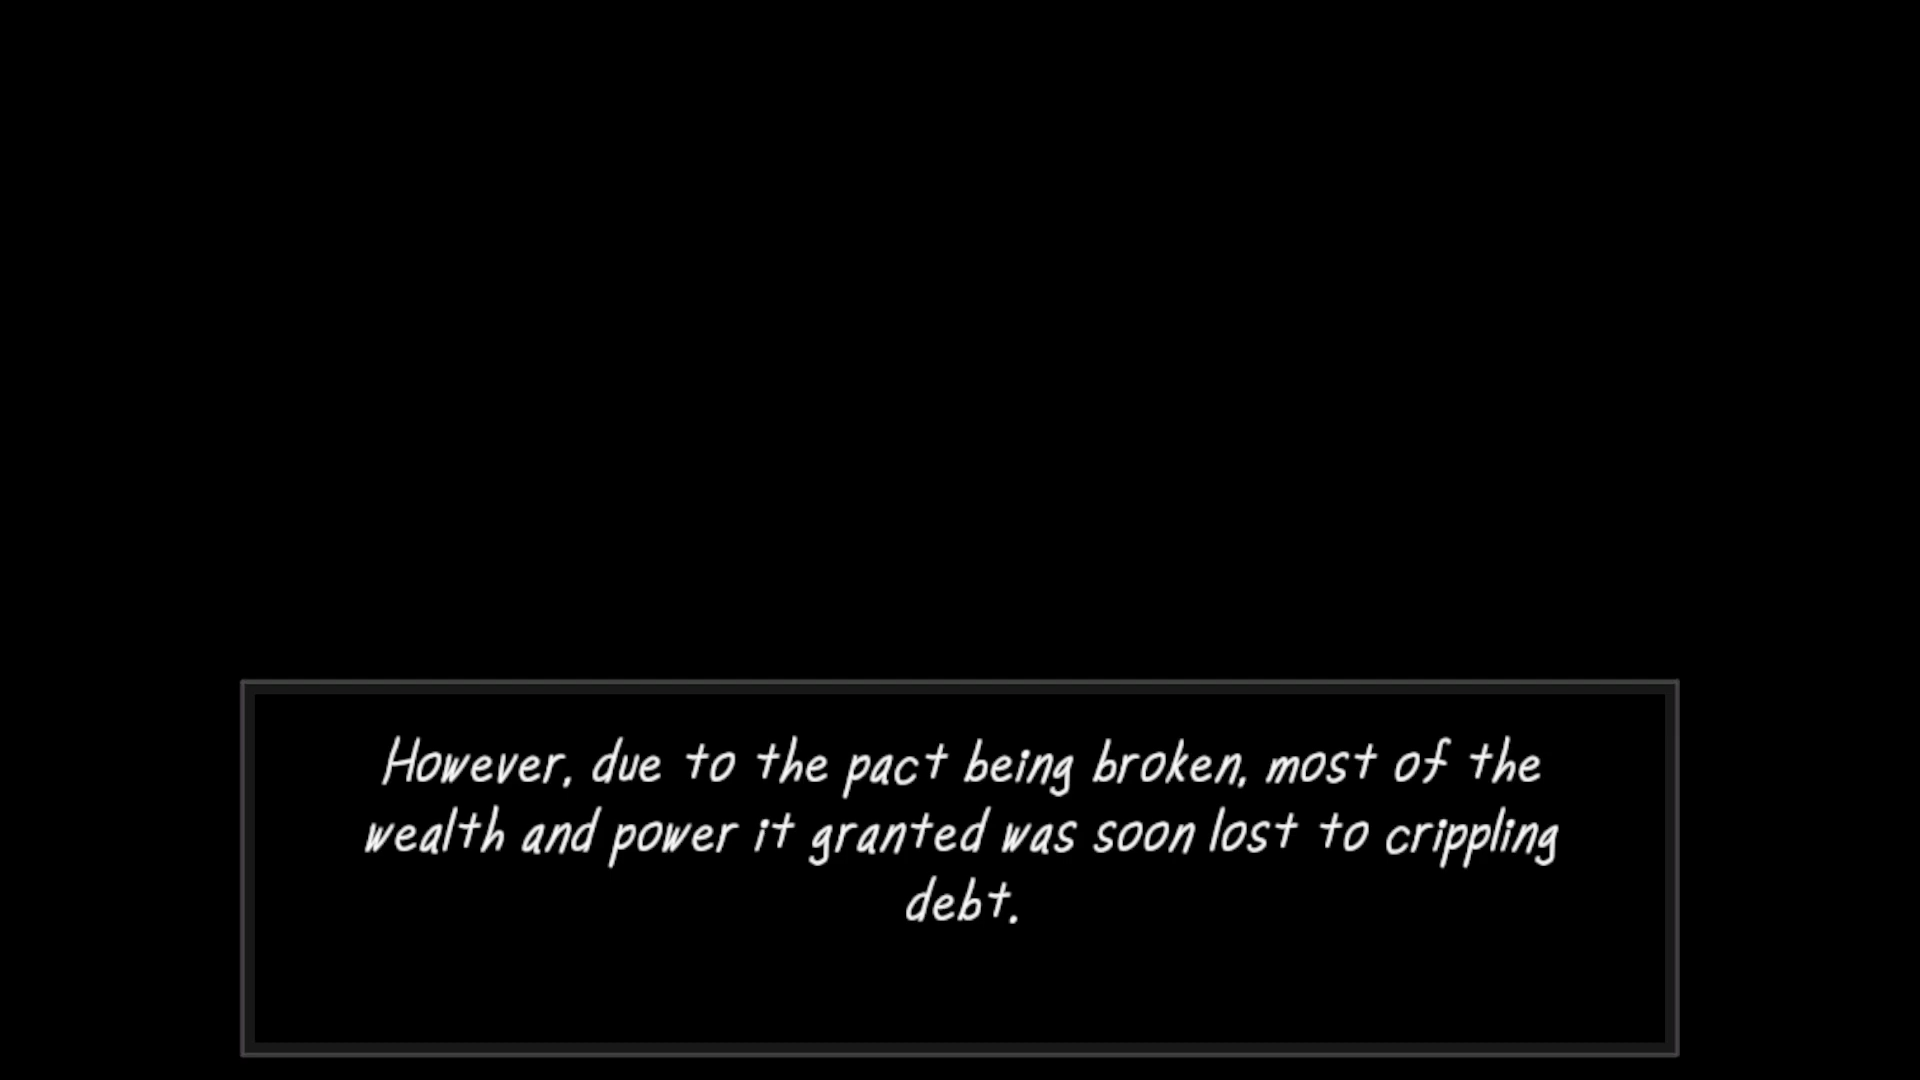 However, due to the pact being broken, most of the
wealth and power it granted was soon lost to crippling
debt.